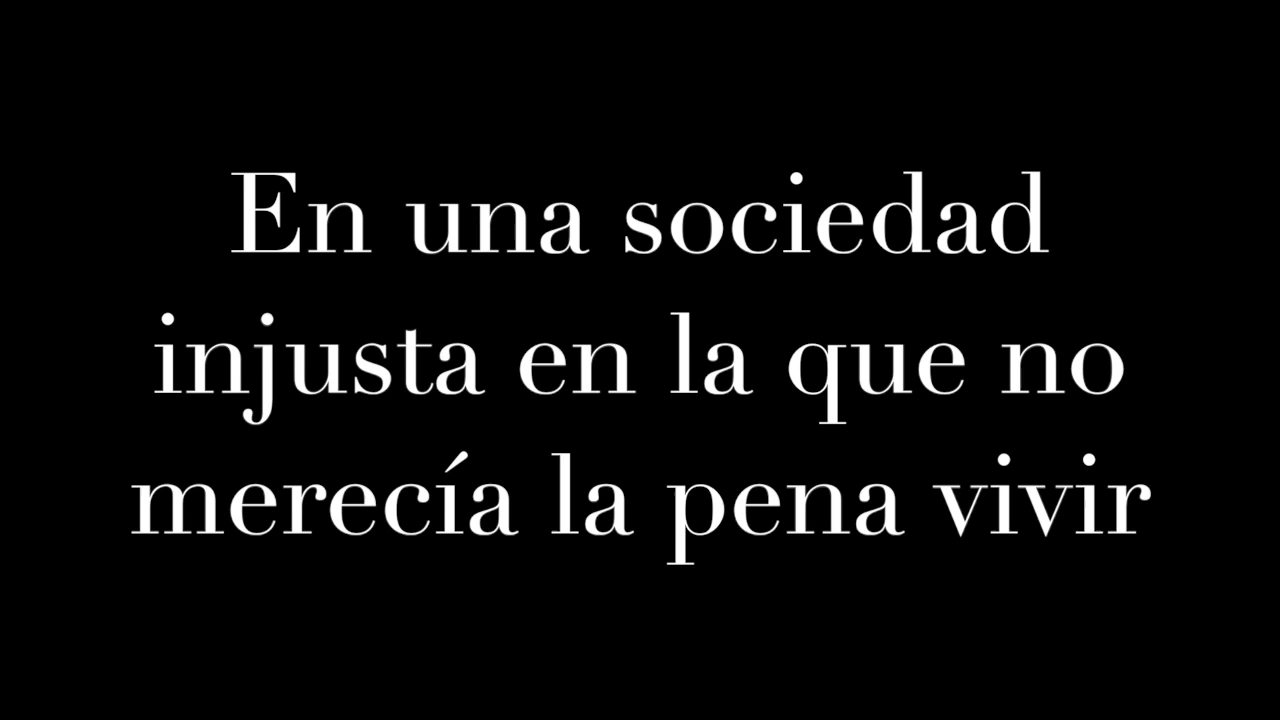 En una sociedad
injusta en la que no
merecía la pena vivir